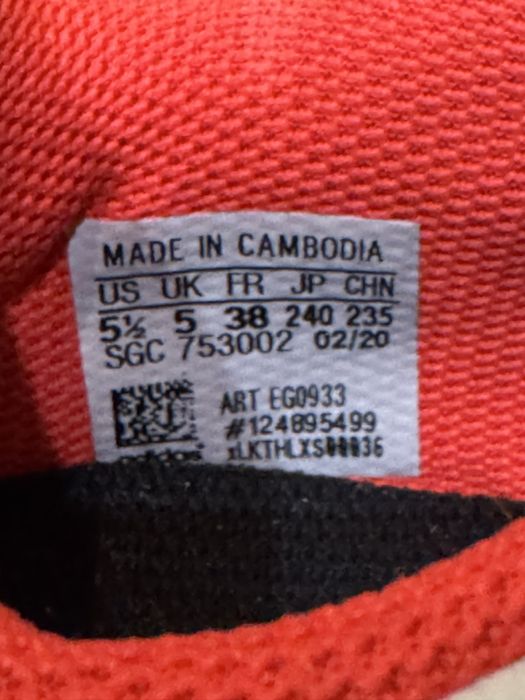 MADE IN CAMBODIA
US UK FR JP CHN
5½ 5 38 240 235
SGC 753002 02/20
ART EG0933
#124895499
adidas